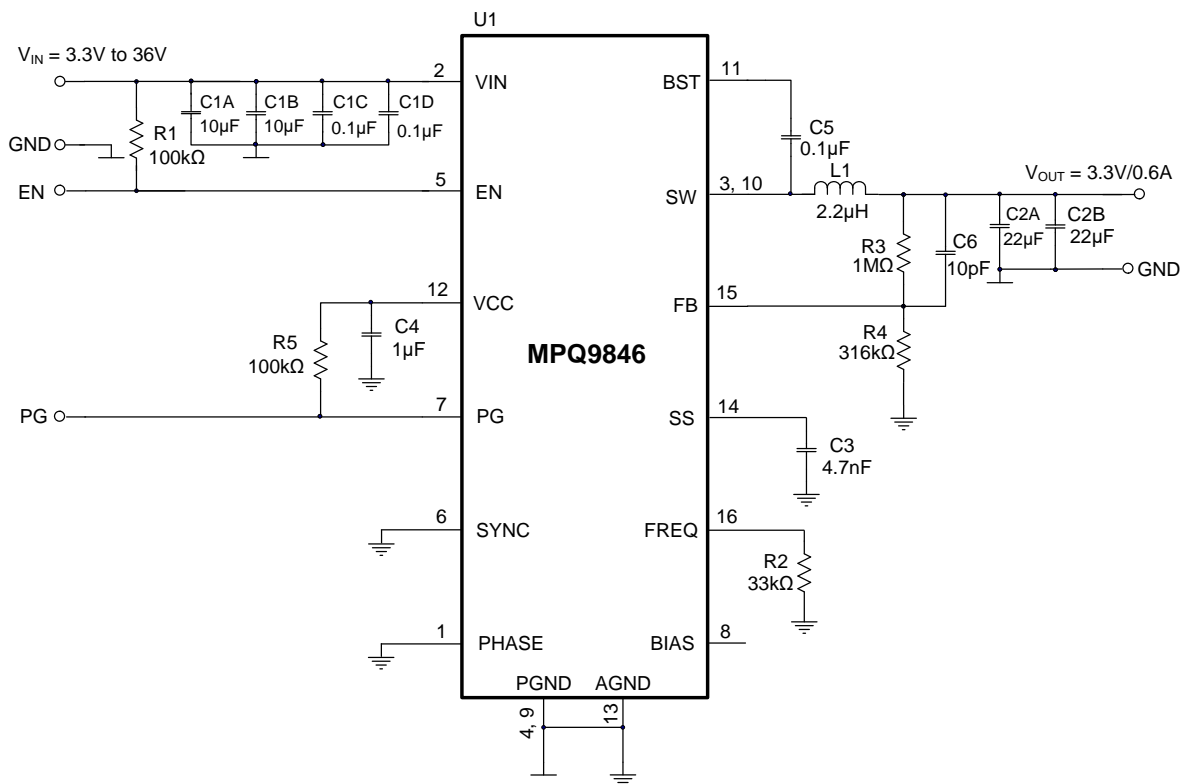 U1
V_IN = 3.3V to 36V
2
VIN
C1A
10µF
C1B
10µF
C1C
0.1µF
C1D
0.1µF
R1
100kΩ
GND
EN
5
EN
12
VCC
R5
100kΩ
C4
1µF
PG
7
PG
6
SYNC
1
PHASE
MPQ9846
PGND
AGND
4, 9
13
BST
11
C5
0.1µF
SW
3, 10
L1
2.2µH
V_OUT = 3.3V/0.6A
R3
1MΩ
C6
10pF
C2A
22µF
C2B
22µF
GND
FB
15
R4
316kΩ
SS
14
C3
4.7nF
FREQ
16
R2
33kΩ
BIAS
8